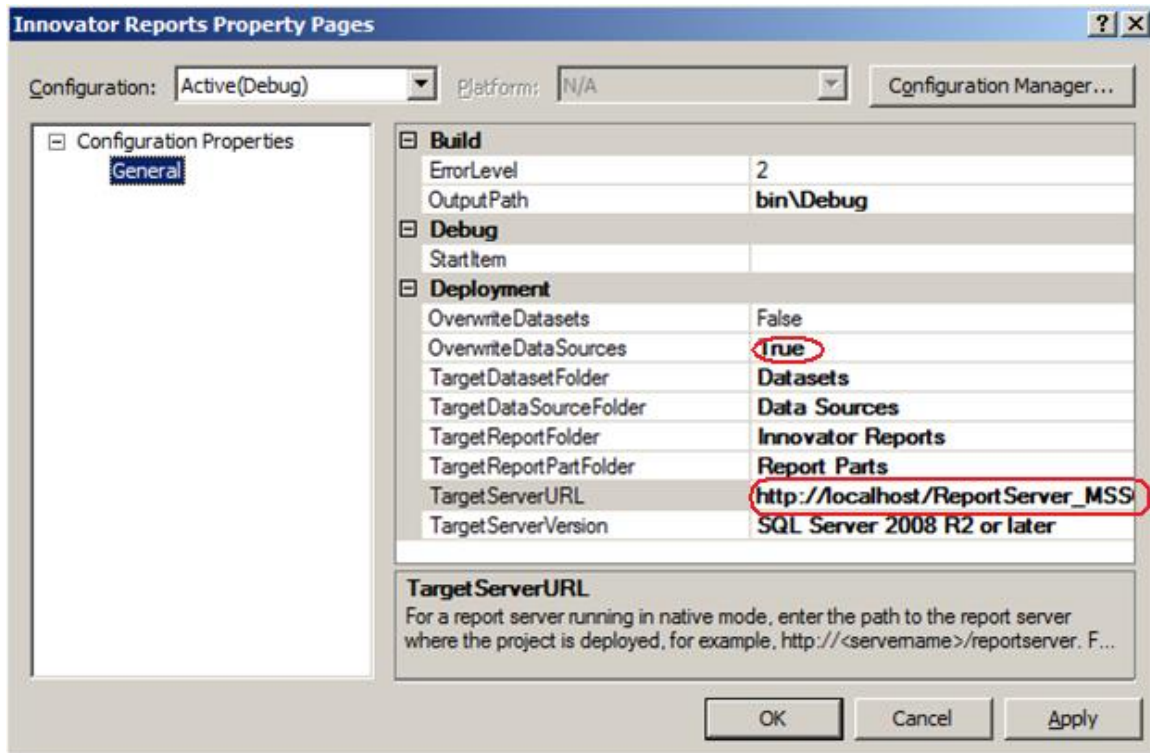 Innovator Reports Property Pages
Configuration: Active(Debug) Platform: N/A Configuration Manager...
Configuration Properties
General
Build
ErrorLevel 2
OutputPath bin\Debug
Debug
StartItem
Deployment
OverwriteDatasets False
OverwriteDataSources True
TargetDatasetFolder Datasets
TargetDataSourceFolder Data Sources
TargetReportFolder Innovator Reports
TargetReportPartFolder Report Parts
TargetServerURL http://localhost/ReportServer_MSS
TargetServerVersion SQL Server 2008 R2 or later
TargetServerURL
For a report server running in native mode, enter the path to the report server
where the project is deployed, for example, http://<servername>/reportserver. F...
OK Cancel Apply